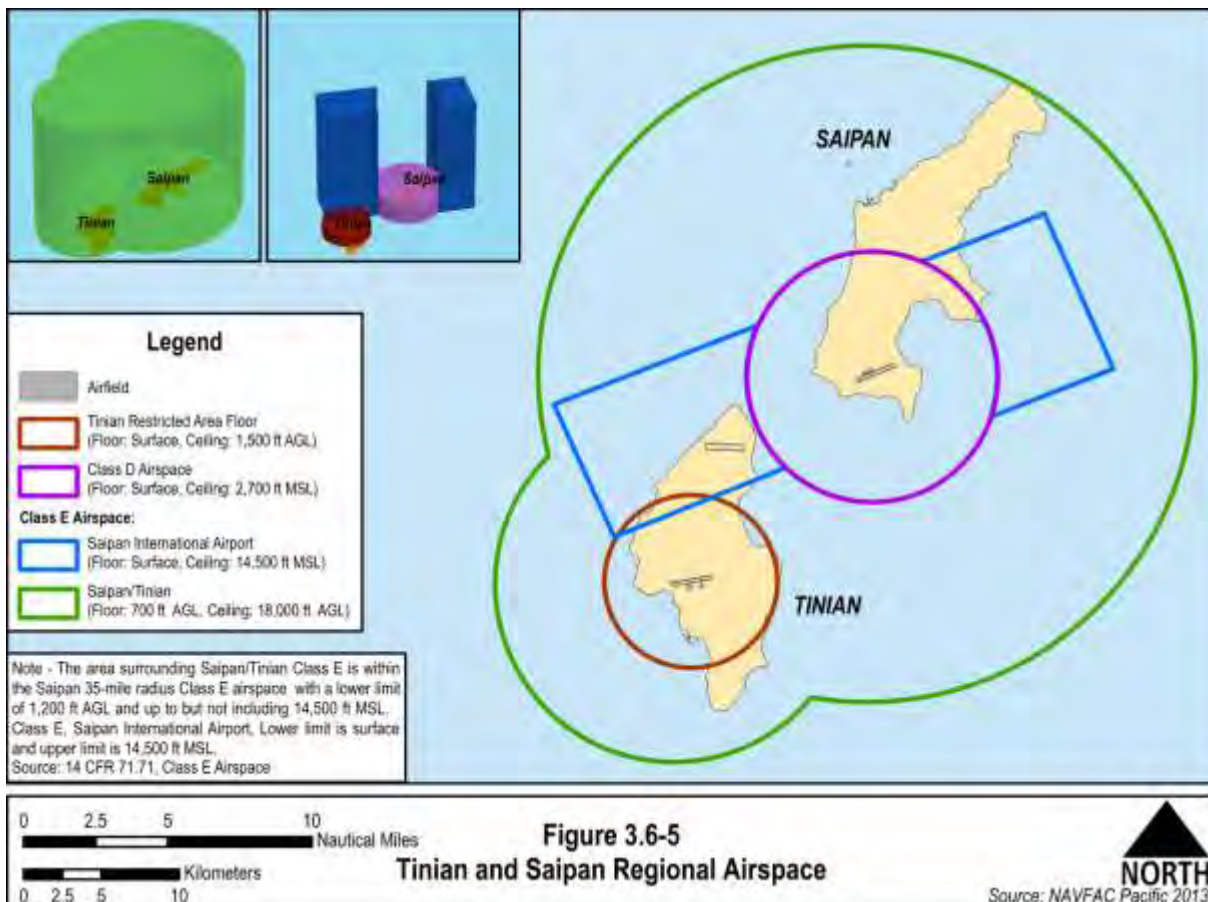 Saipan
Tinian
Saipan
Tinian
SAIPAN
TINIAN
Legend
Airfield
Tinian Restricted Area Floor
(Floor: Surface, Ceiling: 1,500 ft AGL)
Class D Airspace
(Floor: Surface, Ceiling: 2,700 ft MSL)
Class E Airspace:
Saipan International Airport
(Floor: Surface, Ceiling: 14,500 ft MSL)
Saipan/Tinian
(Floor: 700 ft AGL, Ceiling: 18,000 ft AGL)
Note - The area surrounding Saipan/Tinian Class E is within
the Saipan 35-mile radius Class E airspace with a lower limit
of 1,200 ft AGL and up to but not including 14,500 ft MSL.
Class E, Saipan International Airport, Lower limit is surface
and upper limit is 14,500 ft MSL.
Source: 14 CFR 71.71, Class E Airspace
0 2.5 5 10
Nautical Miles
Kilometers
0 2.5 5 10
Figure 3.6-5
Tinian and Saipan Regional Airspace
NORTH
Source: NAVFAC Pacific 2013